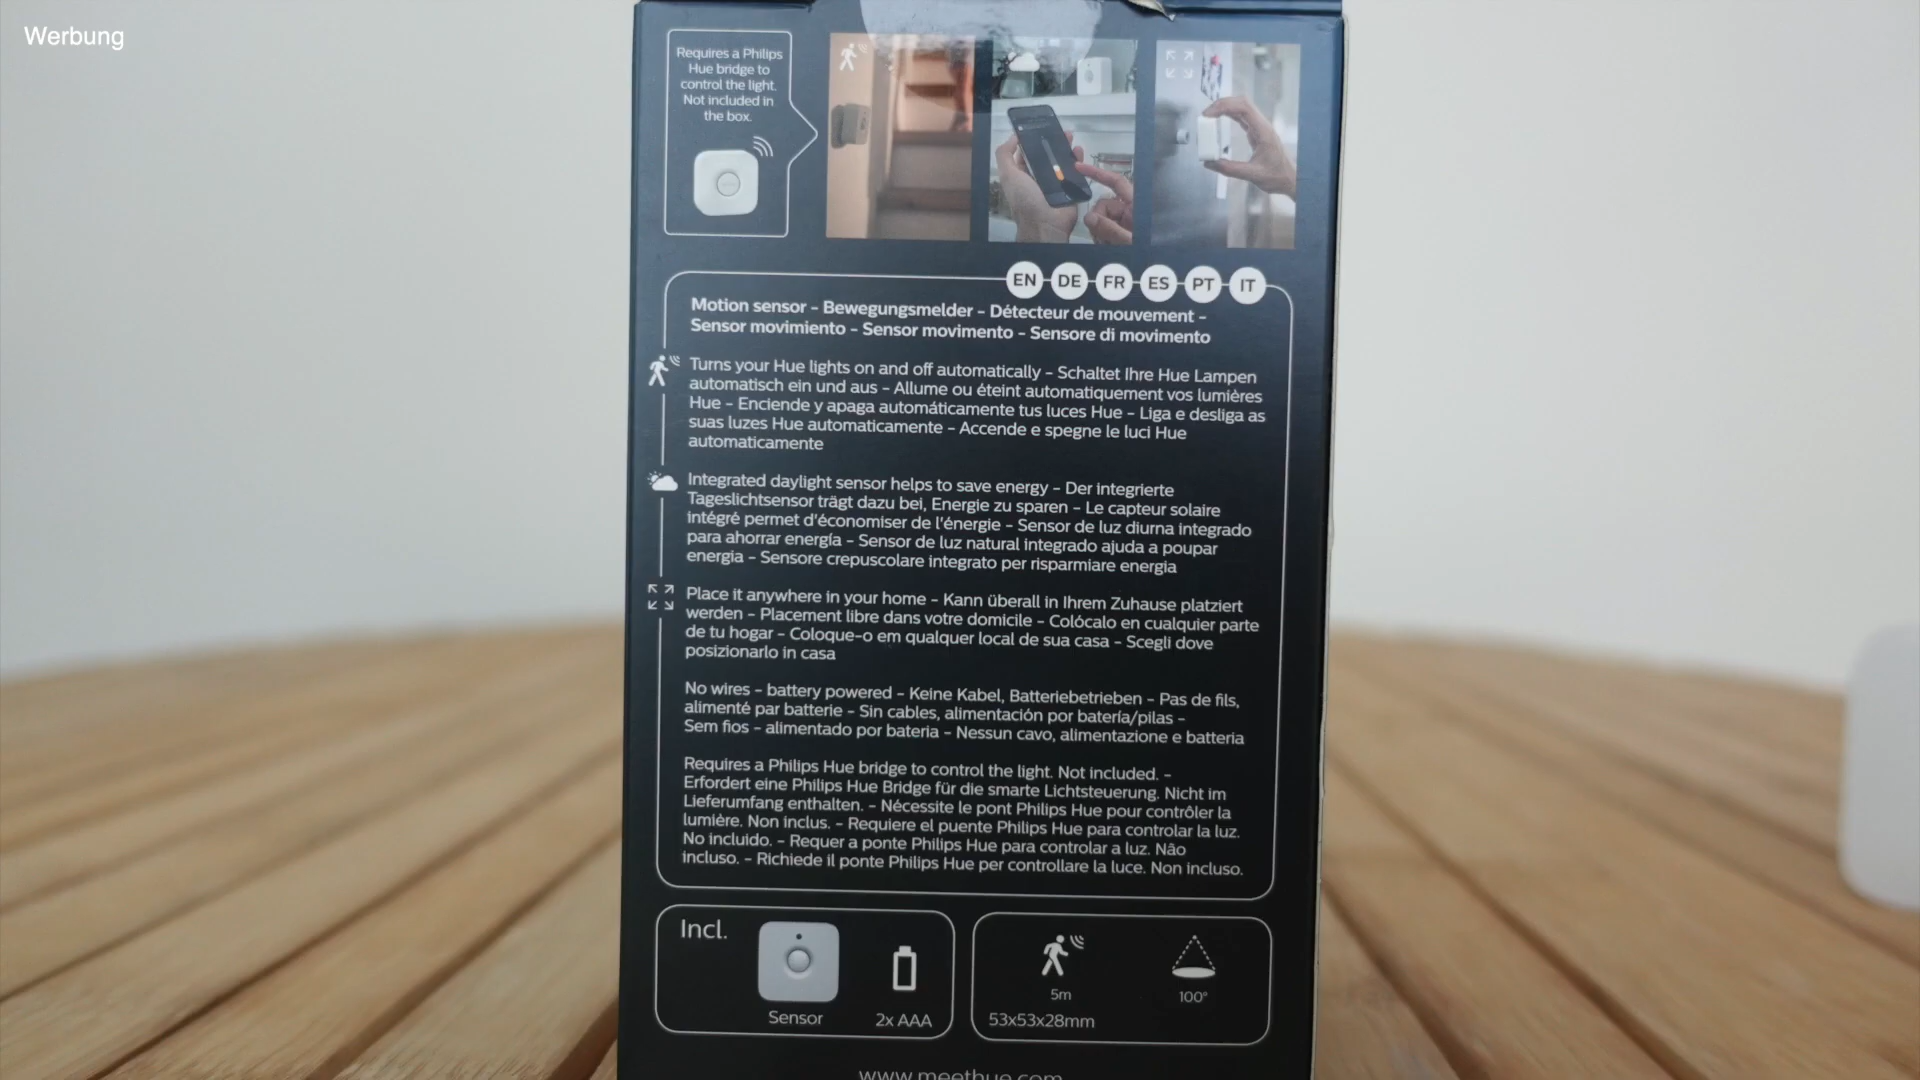 Werbung
Requires a Philips
Hue bridge to
control the light.
Not included in
the box.
EN DE FR ES PT IT
Motion sensor – Bewegungsmelder – Détecteur de mouvement –
Sensor movimiento – Sensor movimento – Sensore di movimento
Turns your Hue lights on and off automatically – Schaltet Ihre Hue Lampen
automatisch ein und aus – Allume ou éteint automatiquement vos lumières
Hue – Enciende y apaga automáticamente tus luces Hue – Liga e desliga as
suas luzes Hue automaticamente – Accende e spegne le luci Hue
automaticamente
Integrated daylight sensor helps to save energy – Der integrierte
Tageslichtsensor trägt dazu bei, Energie zu sparen – Le capteur solaire
intégré permet d'économiser de l'énergie – Sensor de luz diurna integrado
para ahorrar energía – Sensor de luz natural integrado ajuda a poupar
energia – Sensore crepuscolare integrato per risparmiare energia
Place it anywhere in your home – Kann überall in Ihrem Zuhause platziert
werden – Placement libre dans votre domicile – Colócalo en cualquier parte
de tu hogar – Coloque-o em qualquer local de sua casa – Scegli dove
posizionarlo in casa
No wires – battery powered – Keine Kabel, Batteriebetrieben – Pas de fils,
alimenté par batterie – Sin cables, alimentación por batería/pilas –
Sem fios – alimentado por bateria – Nessun cavo, alimentazione e batteria
Requires a Philips Hue bridge to control the light. Not included. –
Erfordert eine Philips Hue Bridge für die smarte Lichtsteuerung. Nicht im
Lieferumfang enthalten. – Nécessite le pont Philips Hue pour contrôler la
lumière. Non inclus. – Requiere el puente Philips Hue para controlar la luz.
No incluido. – Requer a ponte Philips Hue para controlar a luz. Não
incluso. – Richiede il ponte Philips Hue per controllare la luce. Non incluso.
Incl.
Sensor
2x AAA
5m
100°
53x53x28mm
www.meethue.com